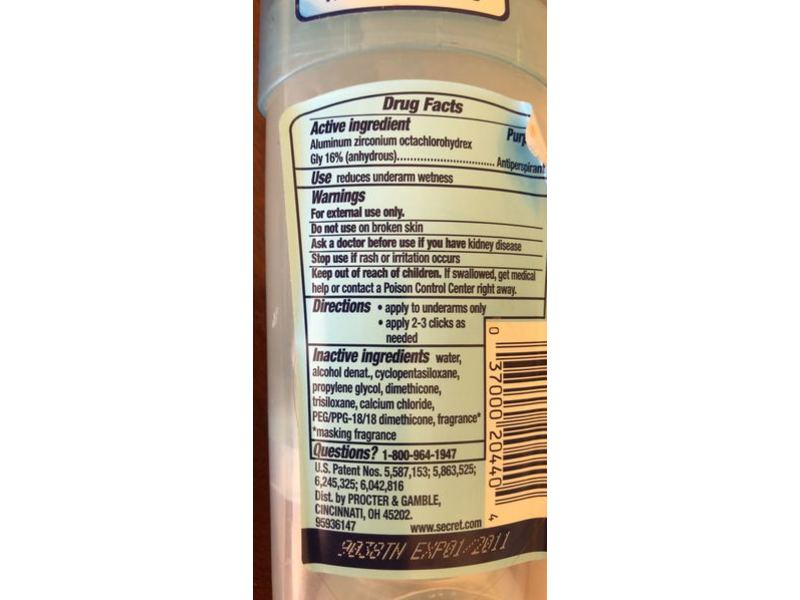 Drug Facts
Active ingredient
Aluminum zirconium octachlorohydrex
Gly 16% (anhydrous)............................ Antiperspirant
Use reduces underarm wetness
Warnings
For external use only.
Do not use on broken skin
Ask a doctor before use if you have kidney disease
Stop use if rash or irritation occurs
Keep out of reach of children. If swallowed, get medical
help or contact a Poison Control Center right away.
Directions • apply to underarms only
• apply 2-3 clicks as
needed
Inactive ingredients water,
alcohol denat., cyclopentasiloxane,
propylene glycol, dimethicone,
trisiloxane, calcium chloride,
PEG/PPG-18/18 dimethicone, fragrance*
*masking fragrance
Questions? 1-800-964-1947
U.S. Patent Nos. 5,587,153; 5,863,525;
6,245,325; 6,042,816
Dist. by PROCTER & GAMBLE,
CINCINNATI, OH 45202.
95936147 www.secret.com
0 37000 20440 4
9038TN EXP01/2011